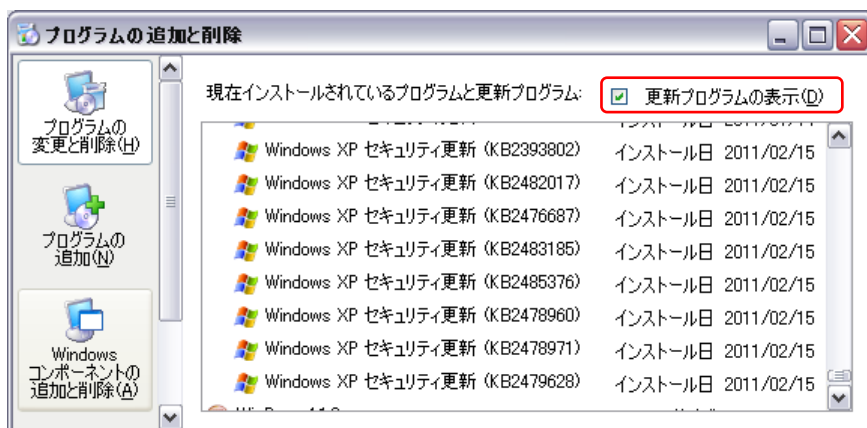 プログラムの追加と削除
プログラムの
変更と削除(H)
プログラムの
追加(N)
Windows
コンポーネントの
追加と削除(A)
現在インストールされているプログラムと更新プログラム: 更新プログラムの表示(D)
Windows XP セキュリティ更新 (KB2393802) インストール日 2011/02/15
Windows XP セキュリティ更新 (KB2482017) インストール日 2011/02/15
Windows XP セキュリティ更新 (KB2476687) インストール日 2011/02/15
Windows XP セキュリティ更新 (KB2483185) インストール日 2011/02/15
Windows XP セキュリティ更新 (KB2485376) インストール日 2011/02/15
Windows XP セキュリティ更新 (KB2478960) インストール日 2011/02/15
Windows XP セキュリティ更新 (KB2478971) インストール日 2011/02/15
Windows XP セキュリティ更新 (KB2479628) インストール日 2011/02/15